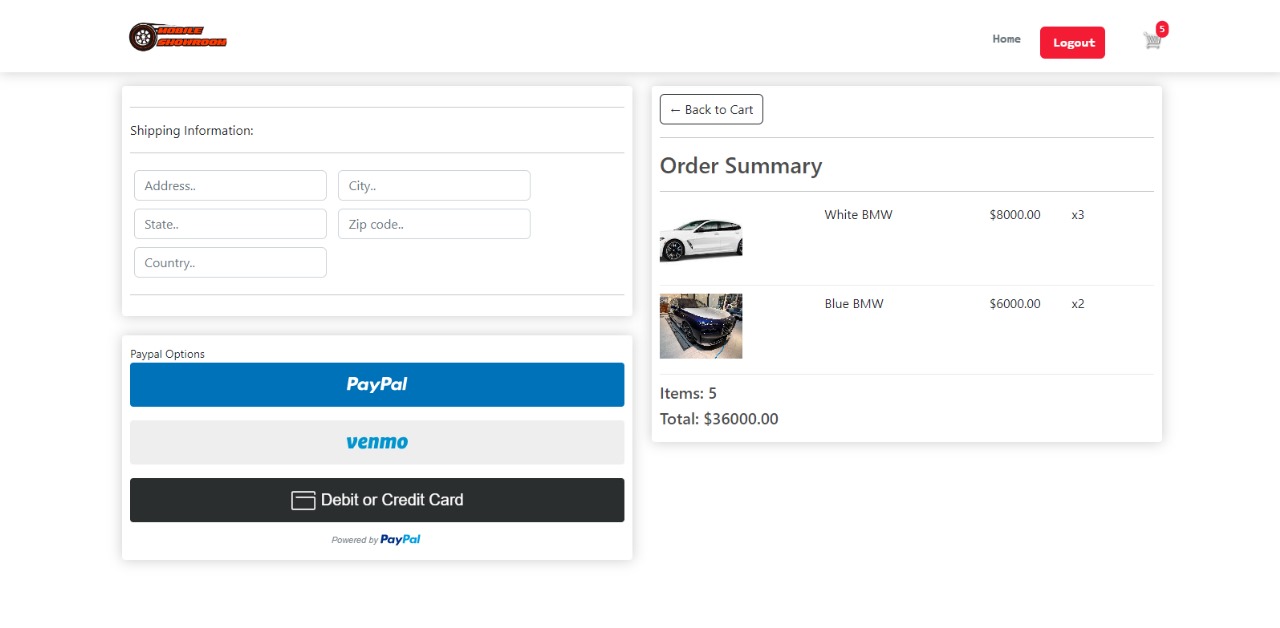 MOBILE
SHOWROOM
Home
Logout
5
Shipping Information:
Address..
City..
State..
Zip code..
Country..
Paypal Options
PayPal
venmo
Debit or Credit Card
Powered by PayPal
← Back to Cart
Order Summary
White BMW $8000.00 x3
Blue BMW $6000.00 x2
Items: 5
Total: $36000.00